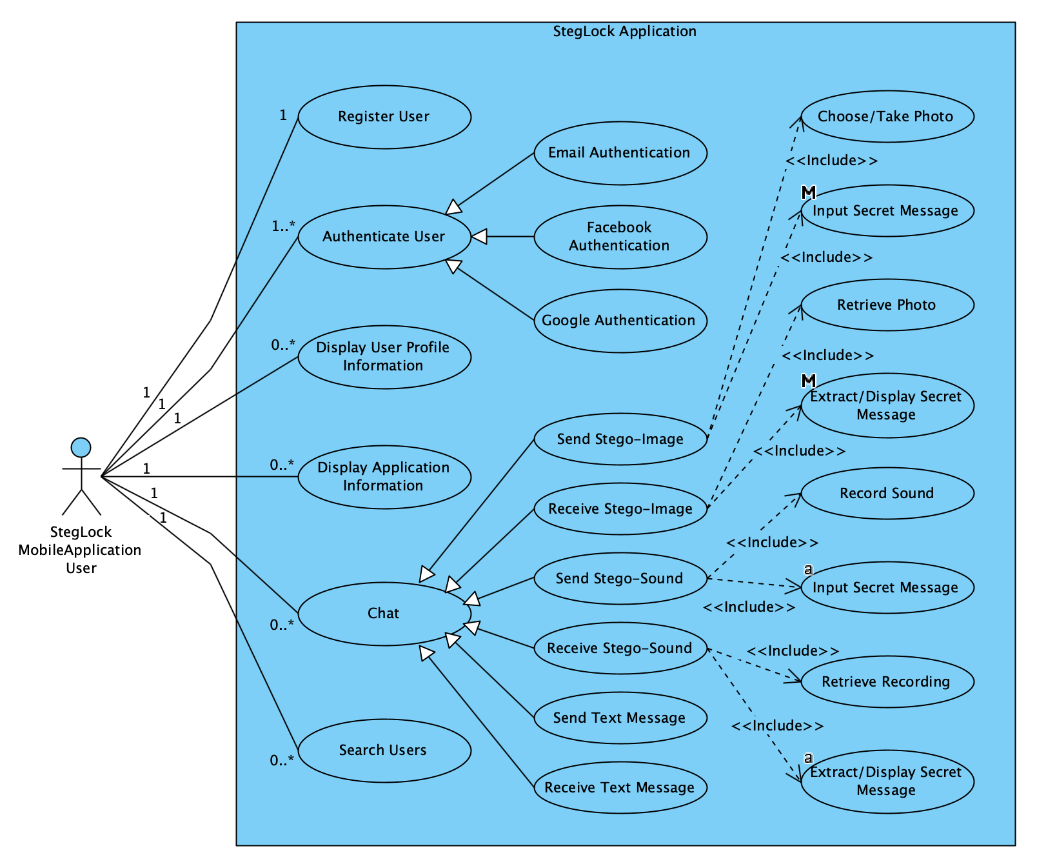 StegLock Application
Register User
Authenticate User
Display User Profile
Information
Display Application
Information
Chat
Search Users
Email Authentication
Facebook
Authentication
Google Authentication
Send Stego-Image
Receive Stego-Image
Send Stego-Sound
Receive Stego-Sound
Send Text Message
Receive Text Message
Choose/Take Photo
<<Include>>
M
Input Secret Message
<<Include>>
Retrieve Photo
<<Include>>
M
Extract/Display Secret
Message
<<Include>>
Record Sound
<<Include>>
a
Input Secret Message
<<Include>>
<<Include>>
Retrieve Recording
<<Include>>
a
Extract/Display Secret
Message
1
1..*
0..*
0..*
0..*
0..*
1
1
1
1
1
1
StegLock
MobileApplication
User